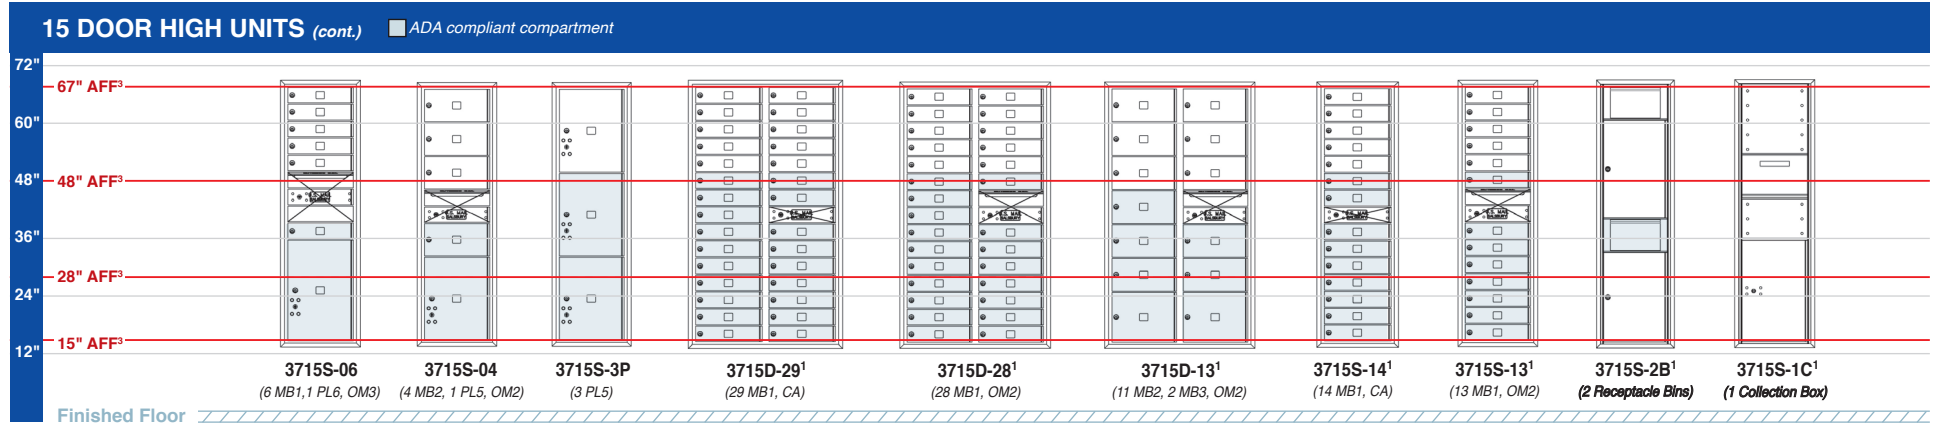 15 DOOR HIGH UNITS (cont.) ADA compliant compartment
72"
67" AFF³
60"
48"
48" AFF³
36"
28" AFF³
24"
15" AFF³
12"
U.S. MAIL
3715S-06
(6 MB1,1 PL6, OM3)
3715S-04
(4 MB2, 1 PL5, OM2)
3715S-3P
(3 PL5)
3715D-29¹
(29 MB1, CA)
3715D-28¹
(28 MB1, OM2)
3715D-13¹
(11 MB2, 2 MB3, OM2)
3715S-14¹
(14 MB1, CA)
3715S-13¹
(13 MB1, OM2)
3715S-2B¹
(2 Receptacle Bins)
3715S-1C¹
(1 Collection Box)
Finished Floor